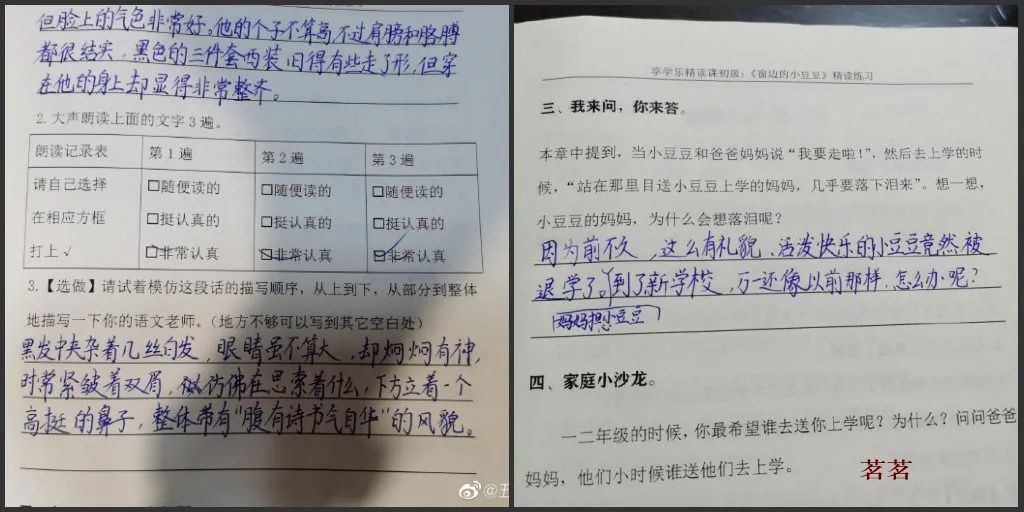 但脸上的气色非常好。他的个子不算高,不过肩膀和胳膊
都很结实,黑色的三件套西装旧得有些走了形,但穿
在他的身上却显得非常整齐。
2.大声朗读上面的文字3遍。
朗读记录表 第1遍 第2遍 第3遍
请自己选择 □随便读的 □随便读的 □随便读的
在相应方框 □挺认真的 □挺认真的 □挺认真的
打上√ □非常认真 □非常认真 □非常认真
3.【选做】请试着模仿这段话的描写顺序,从上到下,从部分到整体
地描写一下你的语文老师。(地方不够可以写到其它空白处)
黑发中夹杂着几丝白发,眼睛虽不算大,却炯炯有神,
时常紧皱着双眉,似仿佛在思索着什么,下方立着一个
高挺的鼻子,整体带有“腹有诗书气自华”的风貌。
享学乐精读课初级:《窗边的小豆豆》精读练习
三、我来问,你来答。
本章中提到,当小豆豆和爸爸妈妈说“我要走啦!”,然后去上学的时
候,“站在那里目送小豆豆上学的妈妈,几乎要落下泪来”。想一想,
小豆豆的妈妈,为什么会想落泪呢?
因为前不久,这么有礼貌、活发快乐的小豆豆竟然被
退学了。到了新学校,万一还像以前那样,怎么办呢?
妈妈担心小豆豆
四、家庭小沙龙。
一二年级的时候,你最希望谁去送你上学呢?为什么?问问爸爸
妈妈,他们小时候谁送他们去上学。
茗茗